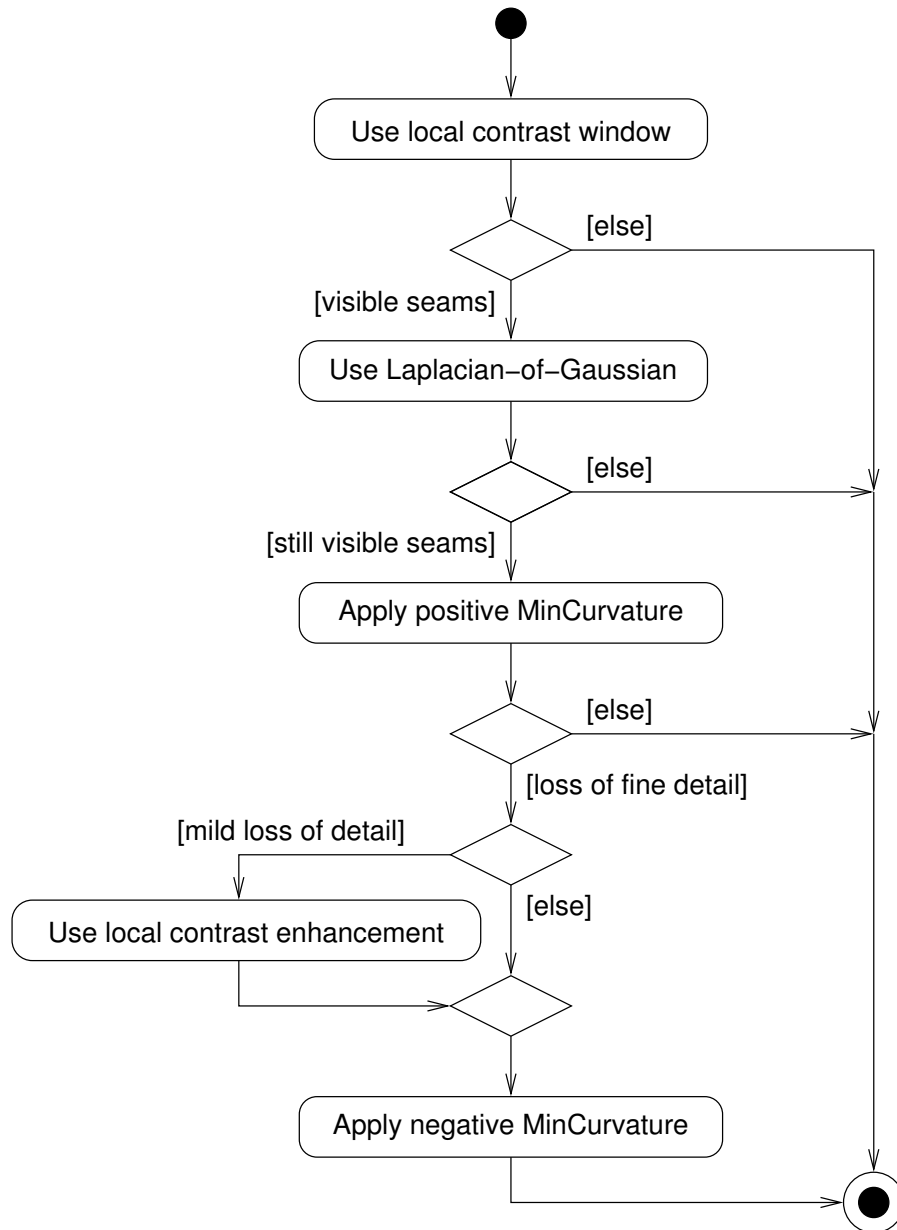 Use local contrast window
[else]
[visible seams]
Use Laplacian−of−Gaussian
[else]
[still visible seams]
Apply positive MinCurvature
[else]
[loss of fine detail]
[mild loss of detail]
[else]
Use local contrast enhancement
Apply negative MinCurvature